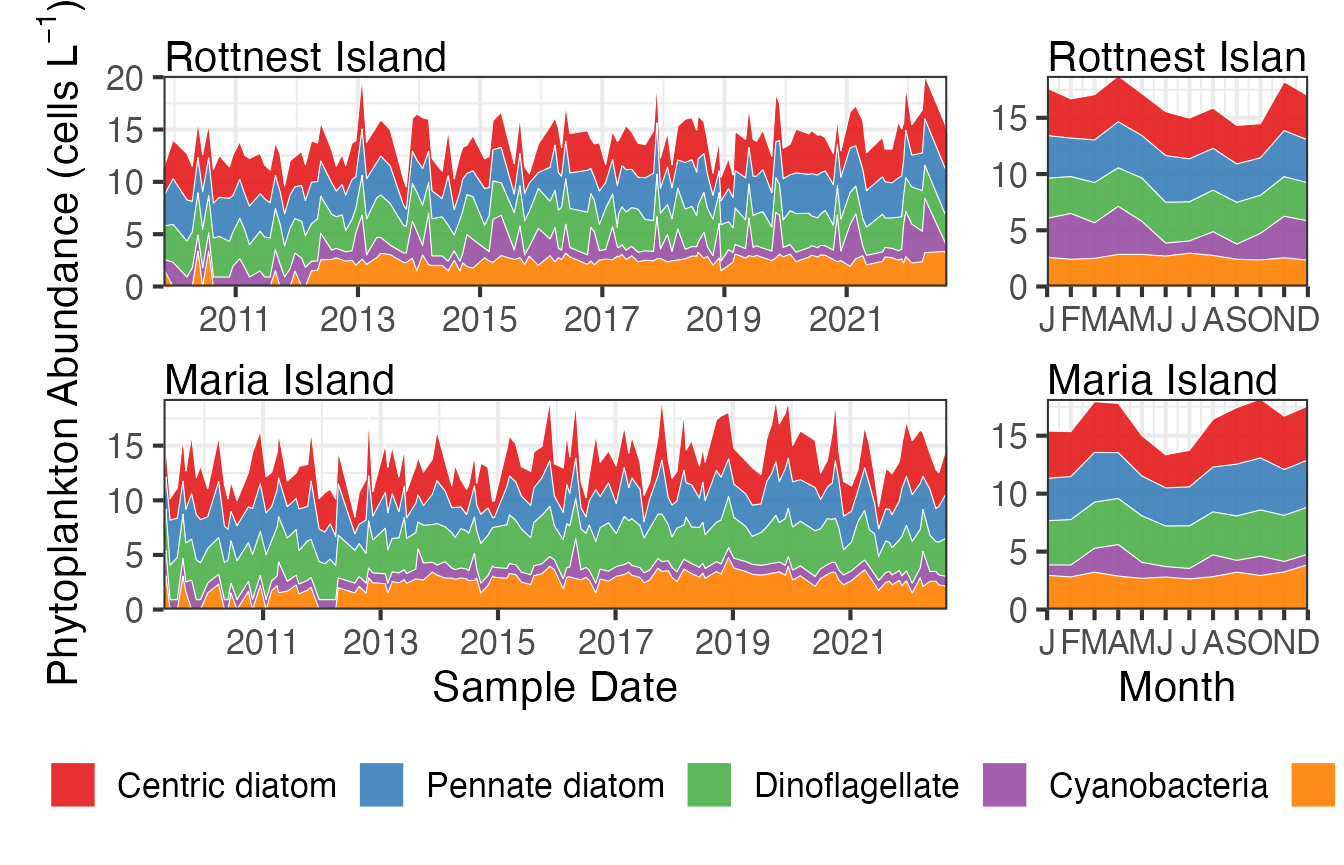 Phytoplankton Abundance (cells L⁻¹)
Rottnest Island
20
15
10
5
0
2011 2013 2015 2017 2019 2021
Rottnest Islan
15
10
5
0
J F M A M J J A S O N D
Maria Island
15
10
5
0
2011 2013 2015 2017 2019 2021
Sample Date
Maria Island
15
10
5
0
J F M A M J J A S O N D
Month
Centric diatom Pennate diatom Dinoflagellate Cyanobacteria